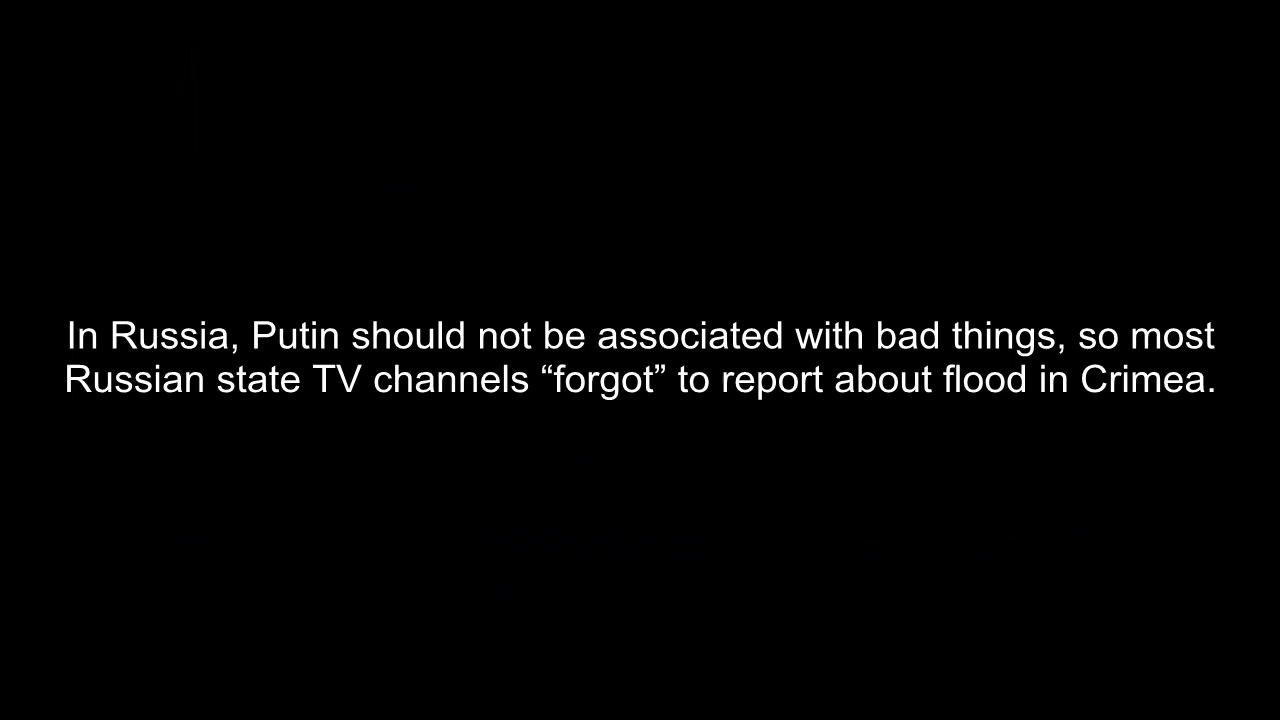 In Russia, Putin should not be associated with bad things, so most
Russian state TV channels “forgot” to report about flood in Crimea.